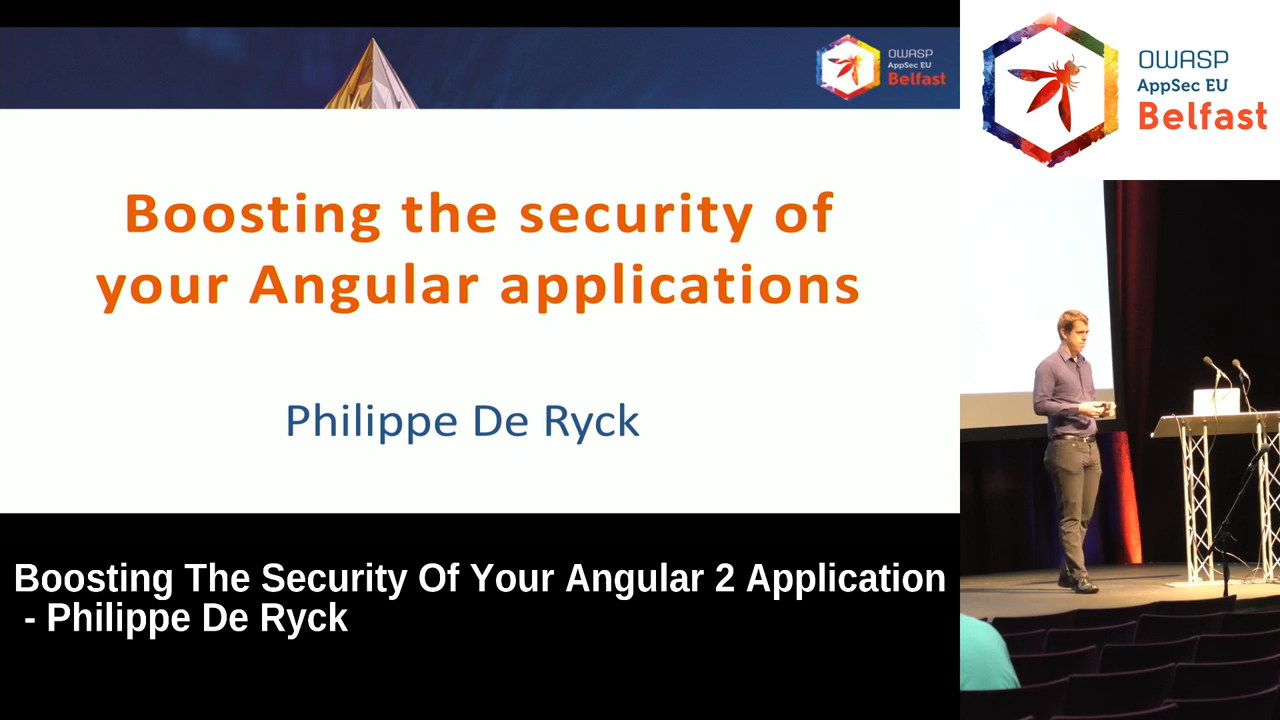 OWASP
AppSec EU
Belfast
OWASP
AppSec EU
Belfast
Boosting the security of
your Angular applications
Philippe De Ryck
Boosting The Security Of Your Angular 2 Application
- Philippe De Ryck